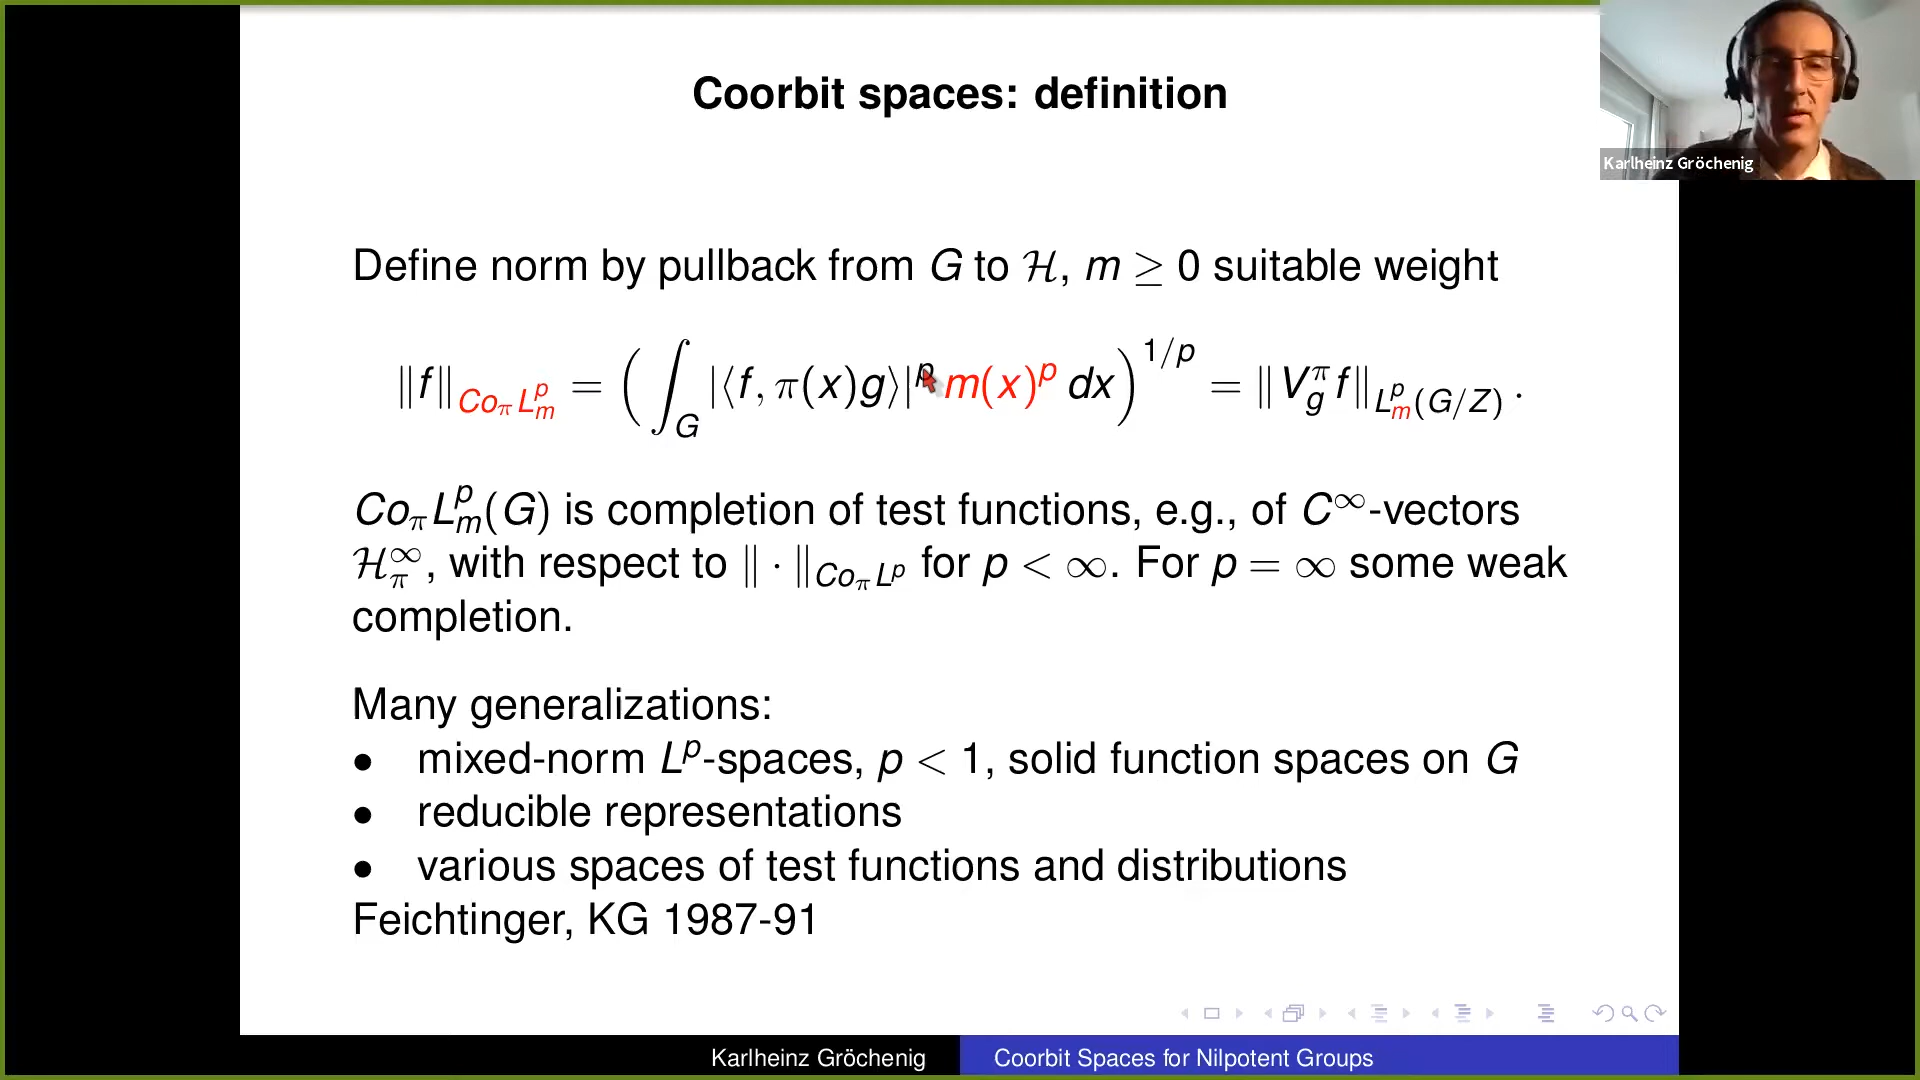 Coorbit spaces: definition
Karlheinz Gröchenig
Define norm by pullback from G to ℋ, m ≥ 0 suitable weight
‖f‖_{Co_π L^p_m} = ( ∫_G |⟨f, π(x)g⟩|^p m(x)^p dx )^{1/p} = ‖V^π_g f‖_{L^p_m(G/Z)} .
Co_π L^p_m(G) is completion of test functions, e.g., of C^∞-vectors
ℋ^∞_π, with respect to ‖ · ‖_{Co_π L^p} for p < ∞. For p = ∞ some weak
completion.
Many generalizations:
• mixed-norm L^p-spaces, p < 1, solid function spaces on G
• reducible representations
• various spaces of test functions and distributions
Feichtinger, KG 1987-91
Karlheinz Gröchenig
Coorbit Spaces for Nilpotent Groups